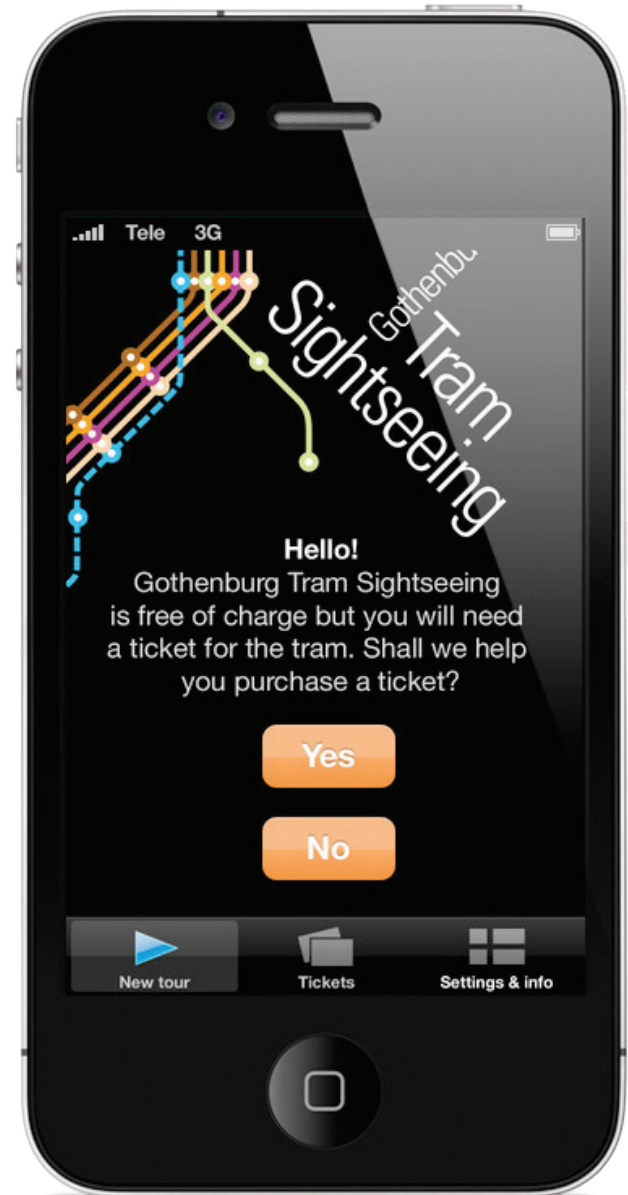 Tele 3G
Gothenbu
Tram
Sightseeing
Hello!
Gothenburg Tram Sightseeing
is free of charge but you will need
a ticket for the tram. Shall we help
you purchase a ticket?
Yes
No
New tour Tickets Settings & info